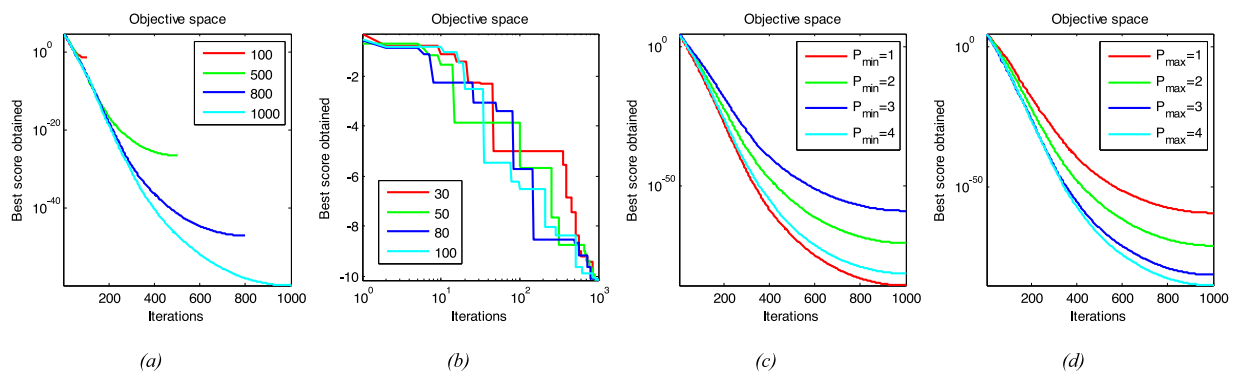 Objective space
10^0
10^-20
10^-40
Best score obtained
100
500
800
1000
200 400 600 800 1000
Iterations
(a)
Objective space
-2
-4
-6
-8
-10
Best score obtained
30
50
80
100
10^0 10^1 10^2 10^3
Iterations
(b)
Objective space
10^0
10^-50
Best score obtained
P_min=1
P_min=2
P_min=3
P_min=4
200 400 600 800 1000
Iterations
(c)
Objective space
10^0
10^-50
Best score obtained
P_max=1
P_max=2
P_max=3
P_max=4
200 400 600 800 1000
Iterations
(d)